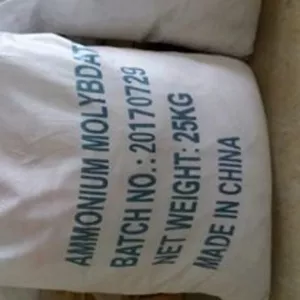 AMMONIUM MOLYBDAT
BATCH NO.: 20170729
NET WEIGHT: 25KG
MADE IN CHINA